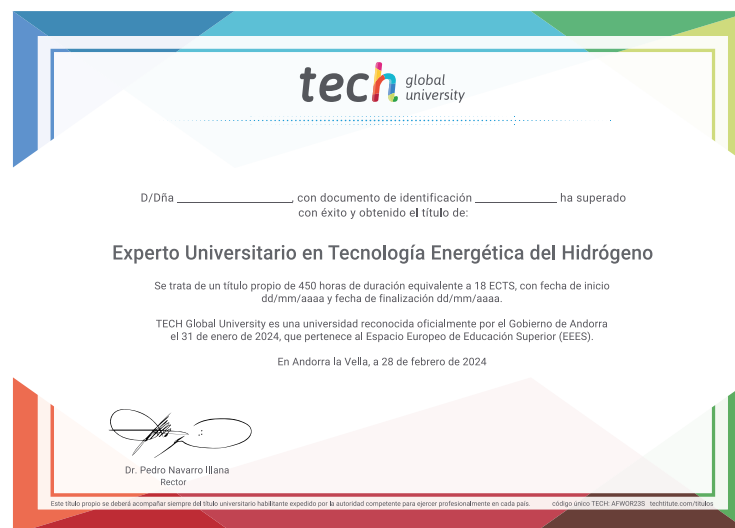 tech global
university
D/Dña ____________, con documento de identificación ____________ ha superado
con éxito y obtenido el título de:
Experto Universitario en Tecnología Energética del Hidrógeno
Se trata de un título propio de 450 horas de duración equivalente a 18 ECTS, con fecha de inicio
dd/mm/aaaa y fecha de finalización dd/mm/aaaa.
TECH Global University es una universidad reconocida oficialmente por el Gobierno de Andorra
el 31 de enero de 2024, que pertenece al Espacio Europeo de Educación Superior (EEES).
En Andorra la Vella, a 28 de febrero de 2024
Dr. Pedro Navarro Illana
Rector
Este título propio se deberá acompañar siempre del título universitario habilitante expedido por la autoridad competente para ejercer profesionalmente en cada país. código único TECH: AFWOR23S techtitute.com/titulos